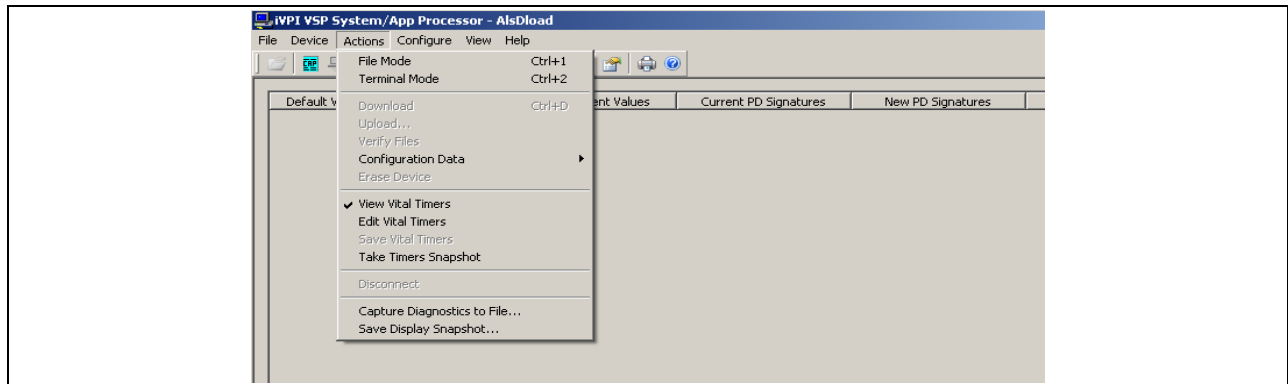 iVPI VSP System/App Processor - AlsDload
File Device Actions Configure View Help
File Mode Ctrl+1
Terminal Mode Ctrl+2
Default V ent Values Current PD Signatures New PD Signatures
Download Ctrl+D
Upload...
Verify Files
Configuration Data
Erase Device
View Vital Timers
Edit Vital Timers
Save Vital Timers
Take Timers Snapshot
Disconnect
Capture Diagnostics to File...
Save Display Snapshot...